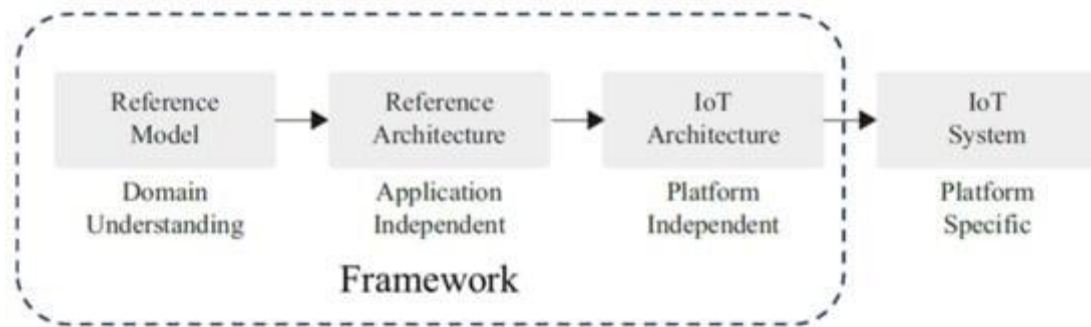 Reference
Model
Reference
Architecture
IoT
Architecture
IoT
System
Domain
Understanding
Application
Independent
Platform
Independent
Platform
Specific
Framework